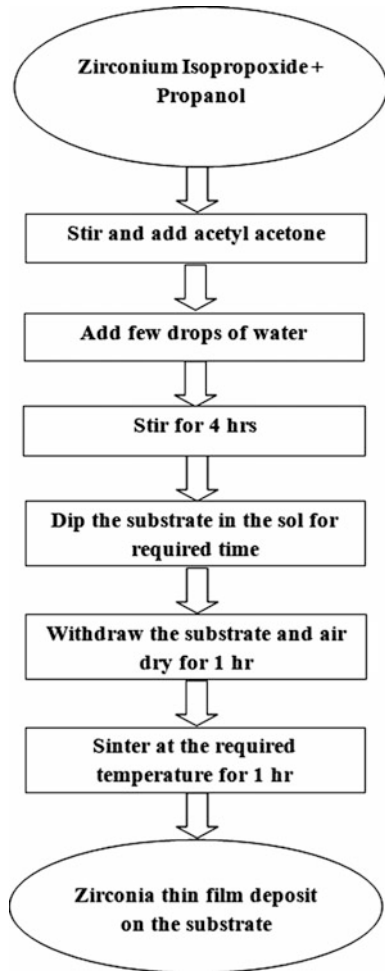 Zirconium Isopropoxide +
Propanol
Stir and add acetyl acetone
Add few drops of water
Stir for 4 hrs
Dip the substrate in the sol for
required time
Withdraw the substrate and air
dry for 1 hr
Sinter at the required
temperature for 1 hr
Zirconia thin film deposit
on the substrate